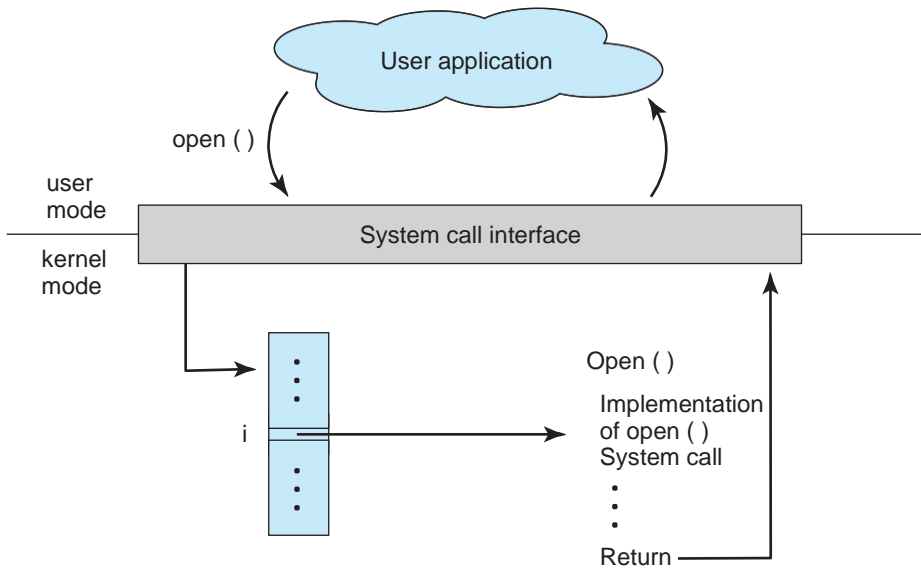 User application
open ( )
user
mode
System call interface
kernel
mode
Open ( )
i
Implementation
of open ( )
System call
Return